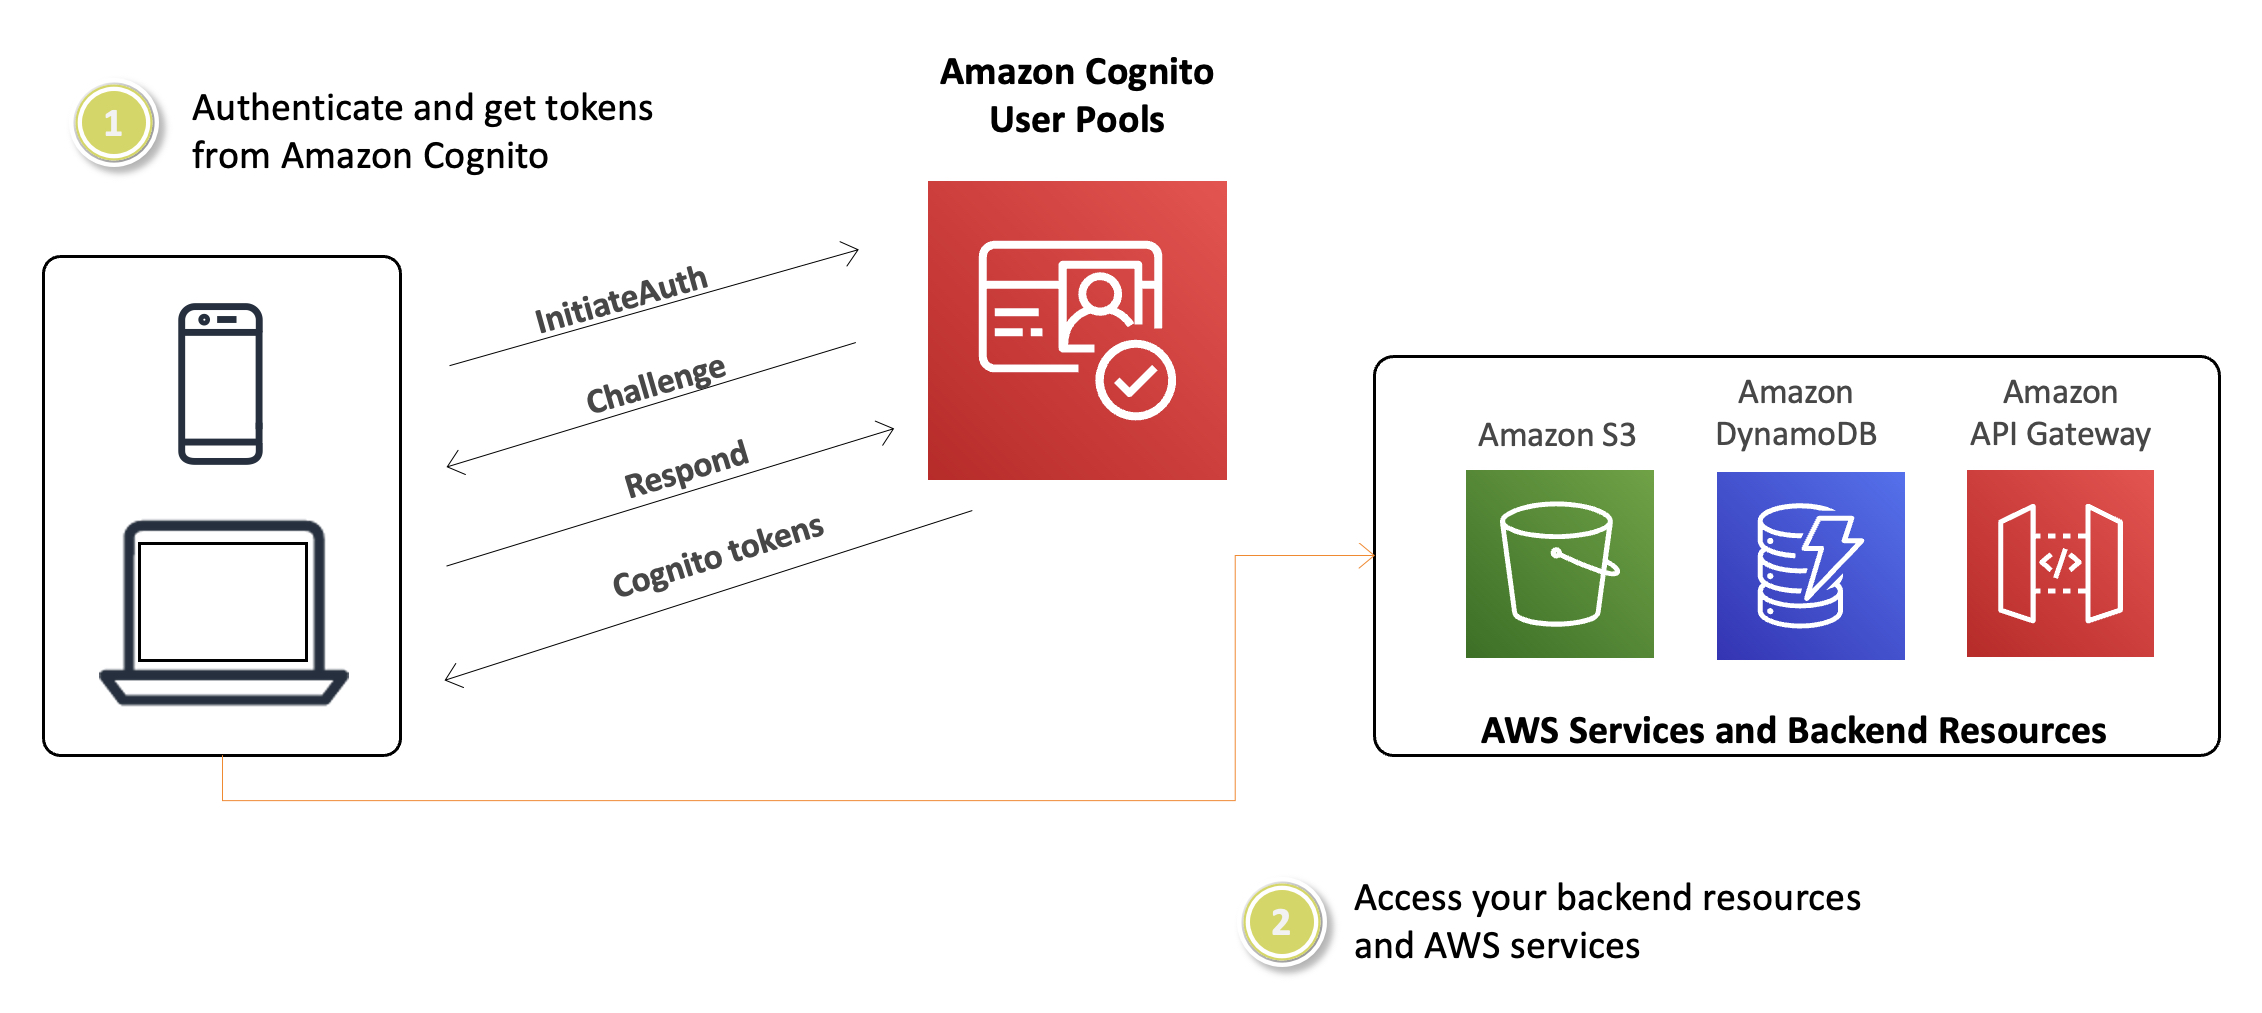 1
Authenticate and get tokens
from Amazon Cognito
Amazon Cognito
User Pools
InitiateAuth
Challenge
Respond
Cognito tokens
Amazon S3
Amazon
DynamoDB
Amazon
API Gateway
</>
AWS Services and Backend Resources
2
Access your backend resources
and AWS services